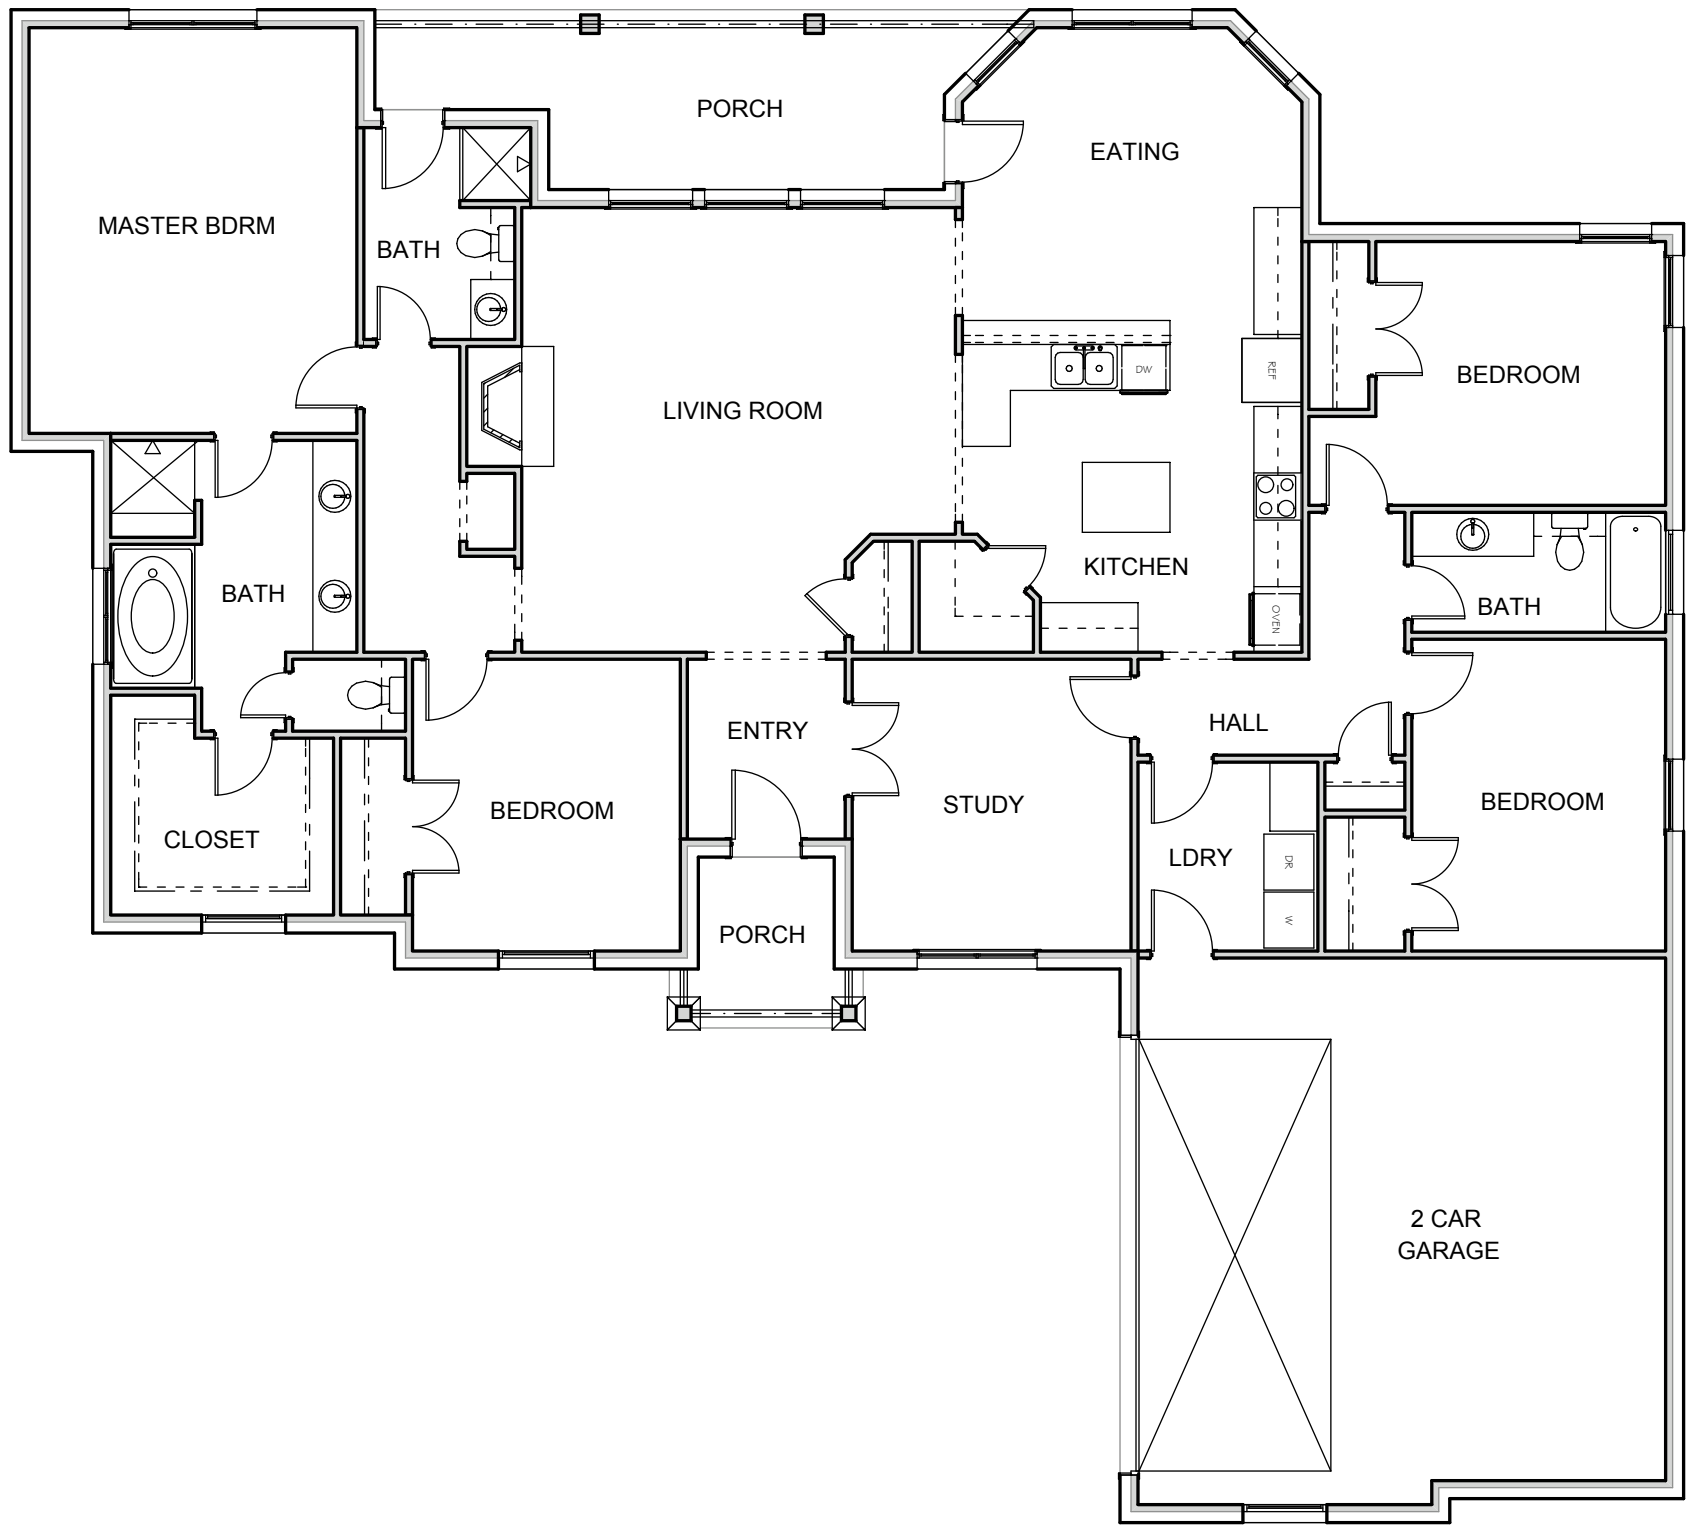 PORCH
EATING
MASTER BDRM
BATH
DW
REF
BEDROOM
LIVING ROOM
KITCHEN
BATH
BATH
OVEN
ENTRY
HALL
STUDY
BEDROOM
BEDROOM
CLOSET
LDRY
DR
W
PORCH
2 CAR
GARAGE